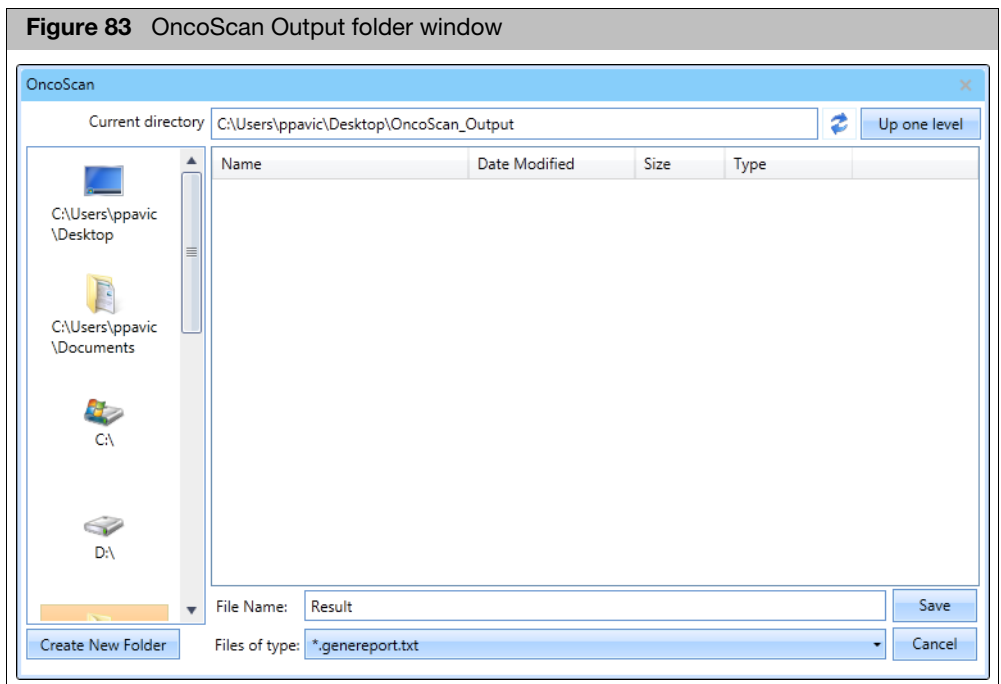 Figure 83 OncoScan Output folder window
OncoScan
Current directory
C:\Users\ppavic\Desktop\OncoScan_Output
Up one level
C:\Users\ppavic
\Desktop
C:\Users\ppavic
\Documents
C:\
D:\
Create New Folder
Name Date Modified Size Type
File Name: Result
Save
Files of type: *.genereport.txt
Cancel